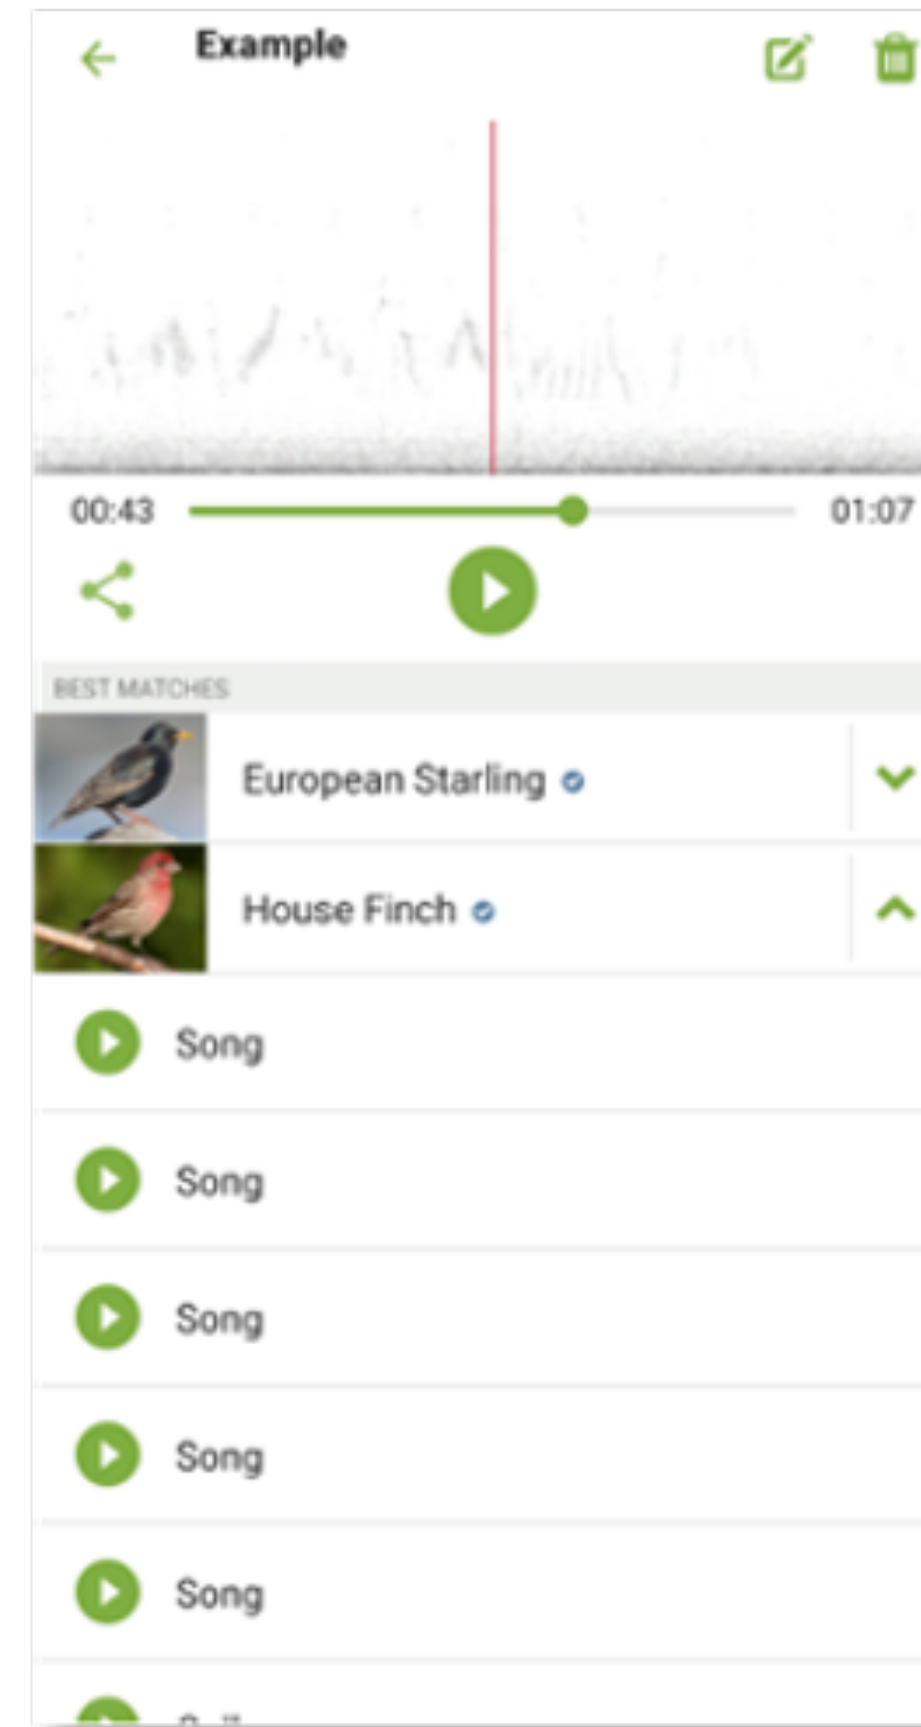 Example
00:43 01:07
BEST MATCHES
European Starling
House Finch
Song
Song
Song
Song
Song